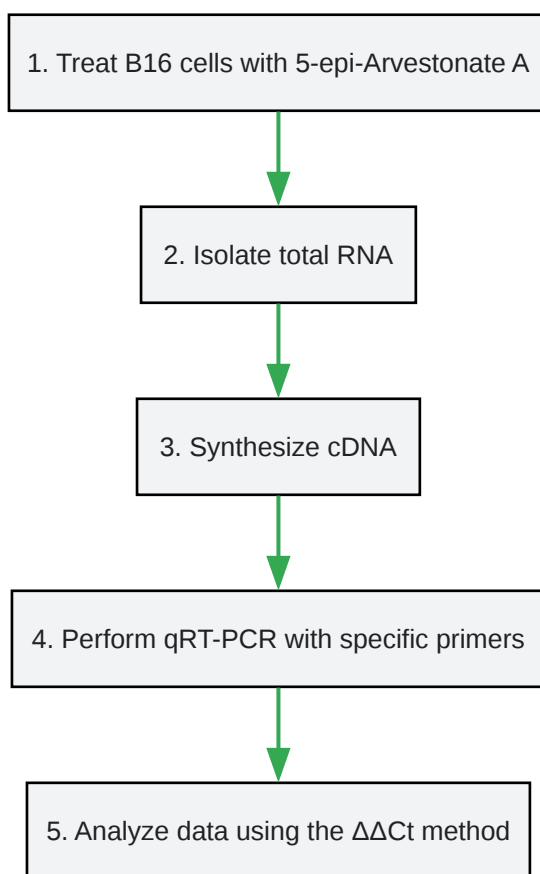 1. Treat B16 cells with 5-epi-Arvestonate A
2. Isolate total RNA
3. Synthesize cDNA
4. Perform qRT-PCR with specific primers
5. Analyze data using the ΔΔCt method